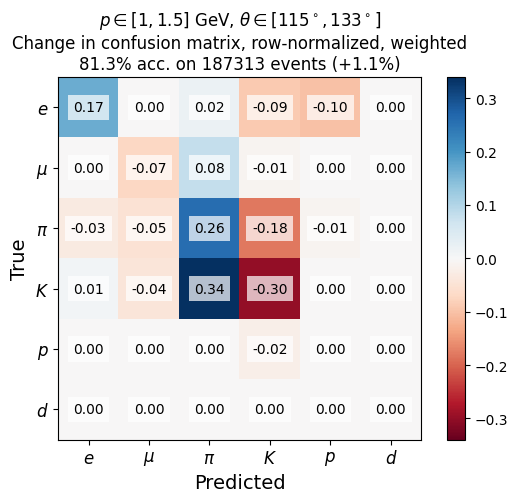 p ∈ [1, 1.5] GeV, θ ∈ [115°, 133°]
Change in confusion matrix, row-normalized, weighted
81.3% acc. on 187313 events (+1.1%)
e 0.17 0.00 0.02 -0.09 -0.10 0.00
μ 0.00 -0.07 0.08 -0.01 0.00 0.00
π -0.03 -0.05 0.26 -0.18 -0.01 0.00
K 0.01 -0.04 0.34 -0.30 0.00 0.00
p 0.00 0.00 0.00 -0.02 0.00 0.00
d 0.00 0.00 0.00 0.00 0.00 0.00
e μ π K p d
Predicted
True
0.3
0.2
0.1
0.0
−0.1
−0.2
−0.3